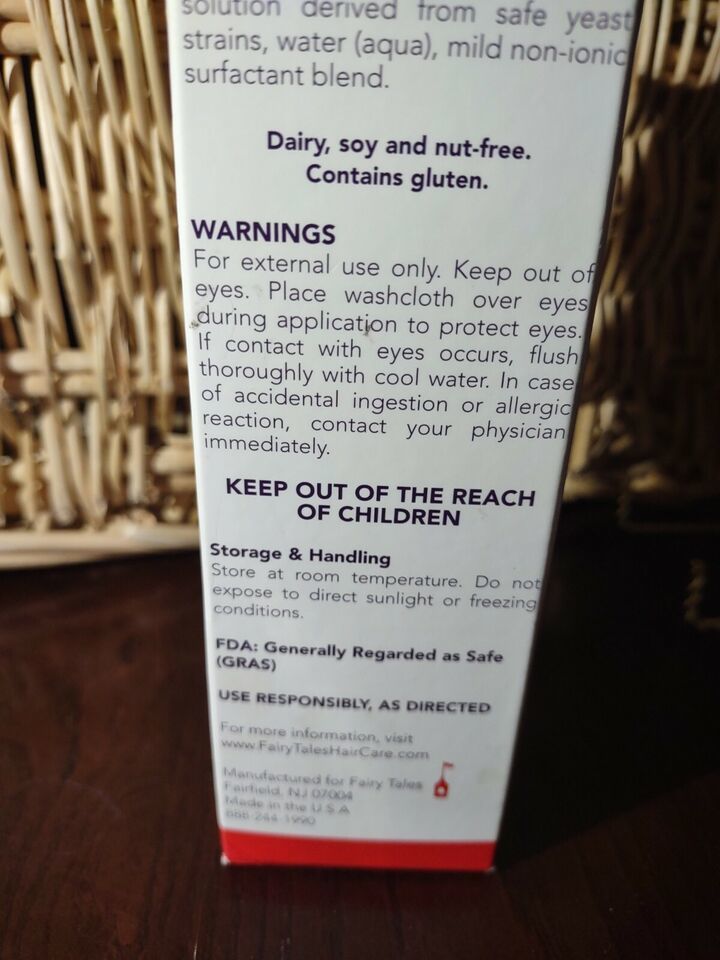 solution derived from safe yeast
strains, water (aqua), mild non-ionic
surfactant blend.
Dairy, soy and nut-free.
Contains gluten.
WARNINGS
For external use only. Keep out of
eyes. Place washcloth over eyes
during application to protect eyes.
If contact with eyes occurs, flush
thoroughly with cool water. In case
of accidental ingestion or allergic
reaction, contact your physician
immediately.
KEEP OUT OF THE REACH
OF CHILDREN
Storage & Handling
Store at room temperature. Do not
expose to direct sunlight or freezing
conditions.
FDA: Generally Regarded as Safe
(GRAS)
USE RESPONSIBLY, AS DIRECTED
For more information, visit
www.FairyTalesHairCare.com
Manufactured for Fairy Tales
Fairfield, NJ 07004
Made in the U.S.A
888-244-1990